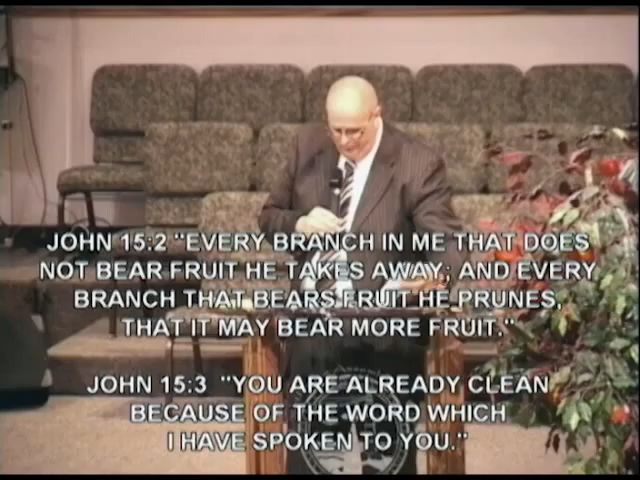 JOHN 15:2 "EVERY BRANCH IN ME THAT DOES
NOT BEAR FRUIT HE TAKES AWAY; AND EVERY
BRANCH THAT BEARS FRUIT HE PRUNES,
THAT IT MAY BEAR MORE FRUIT."
JOHN 15:3 "YOU ARE ALREADY CLEAN
BECAUSE OF THE WORD WHICH
I HAVE SPOKEN TO YOU."